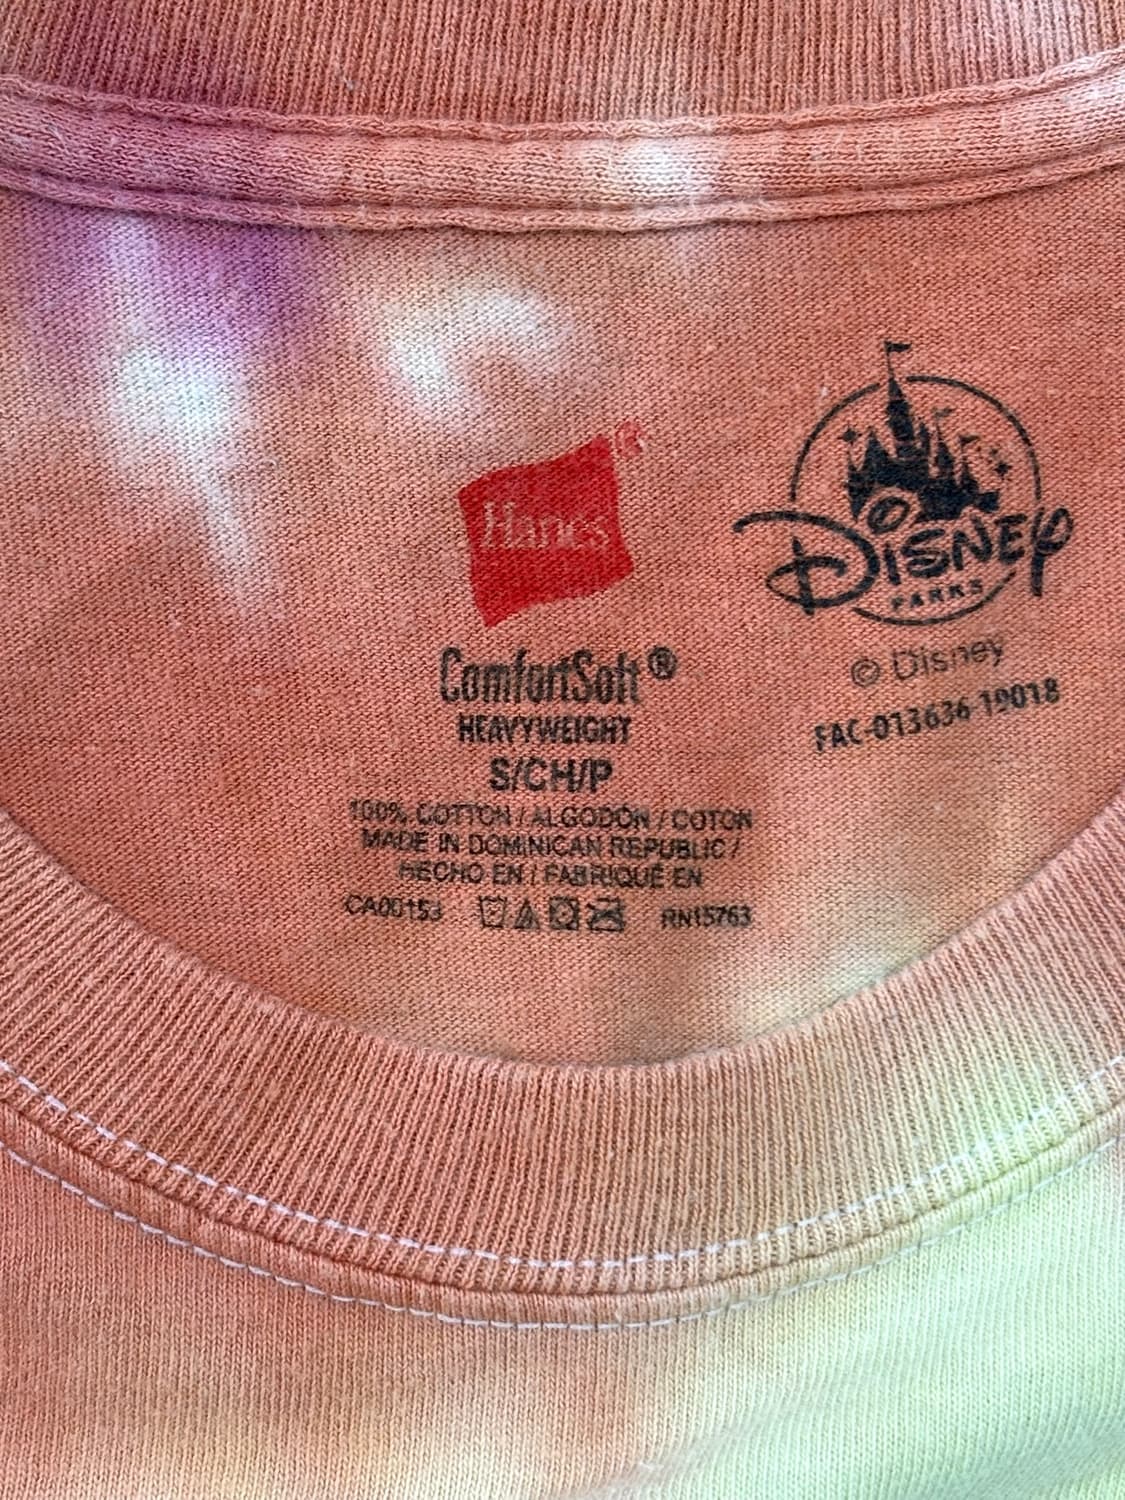 Hanes®
ComfortSoft®
HEAVYWEIGHT
S/CH/P
100% COTTON / ALGODÓN / COTON
MADE IN DOMINICAN REPUBLIC /
HECHO EN / FABRIQUÉ EN
CA00153 RN15763
DISNEY
PARKS
© Disney
FAC-013636-19018